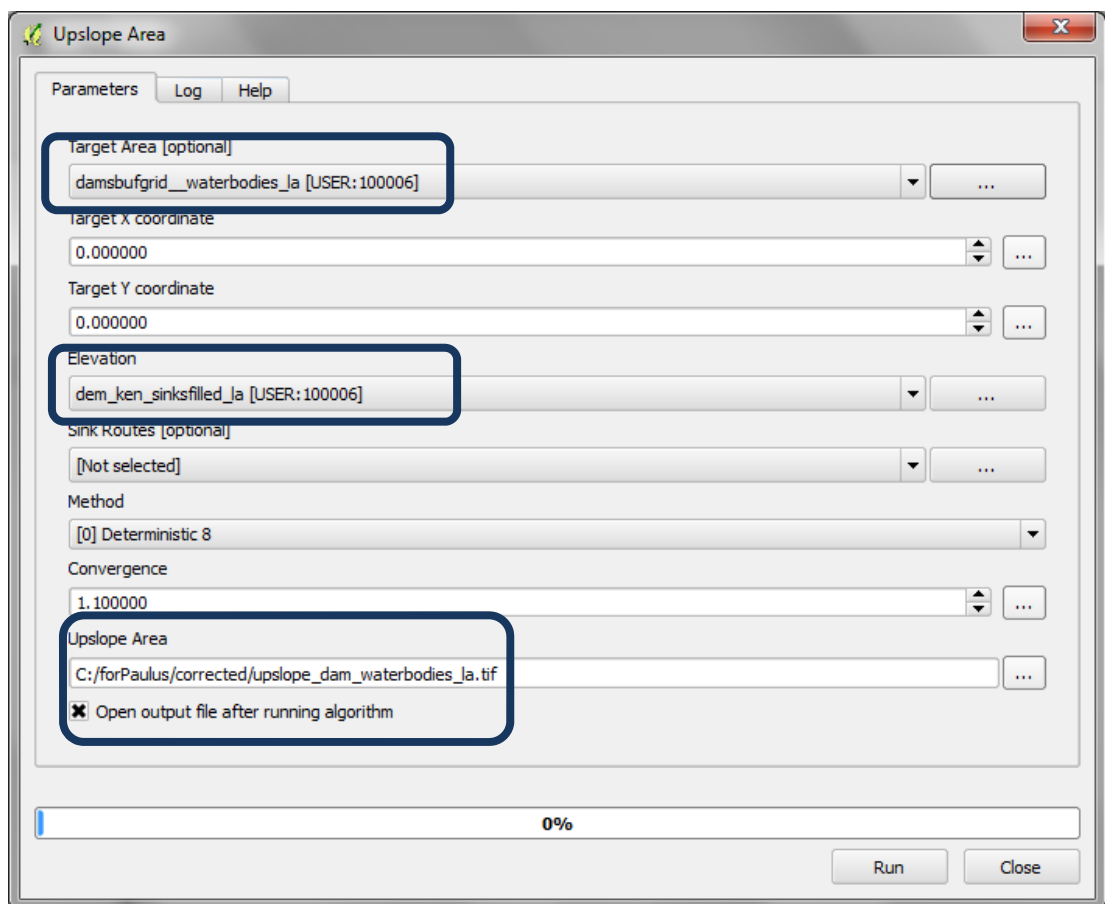 Upslope Area
Parameters Log Help
Target Area [optional]
damsbufgrid__waterbodies_la [USER:100006]
...
Target X coordinate
0.000000
...
Target Y coordinate
0.000000
...
Elevation
dem_ken_sinksfilled_la [USER:100006]
...
Sink Routes [optional]
[Not selected]
...
Method
[0] Deterministic 8
Convergence
1.100000
...
Upslope Area
C:/forPaulus/corrected/upslope_dam_waterbodies_la.tif
...
Open output file after running algorithm
0%
Run Close